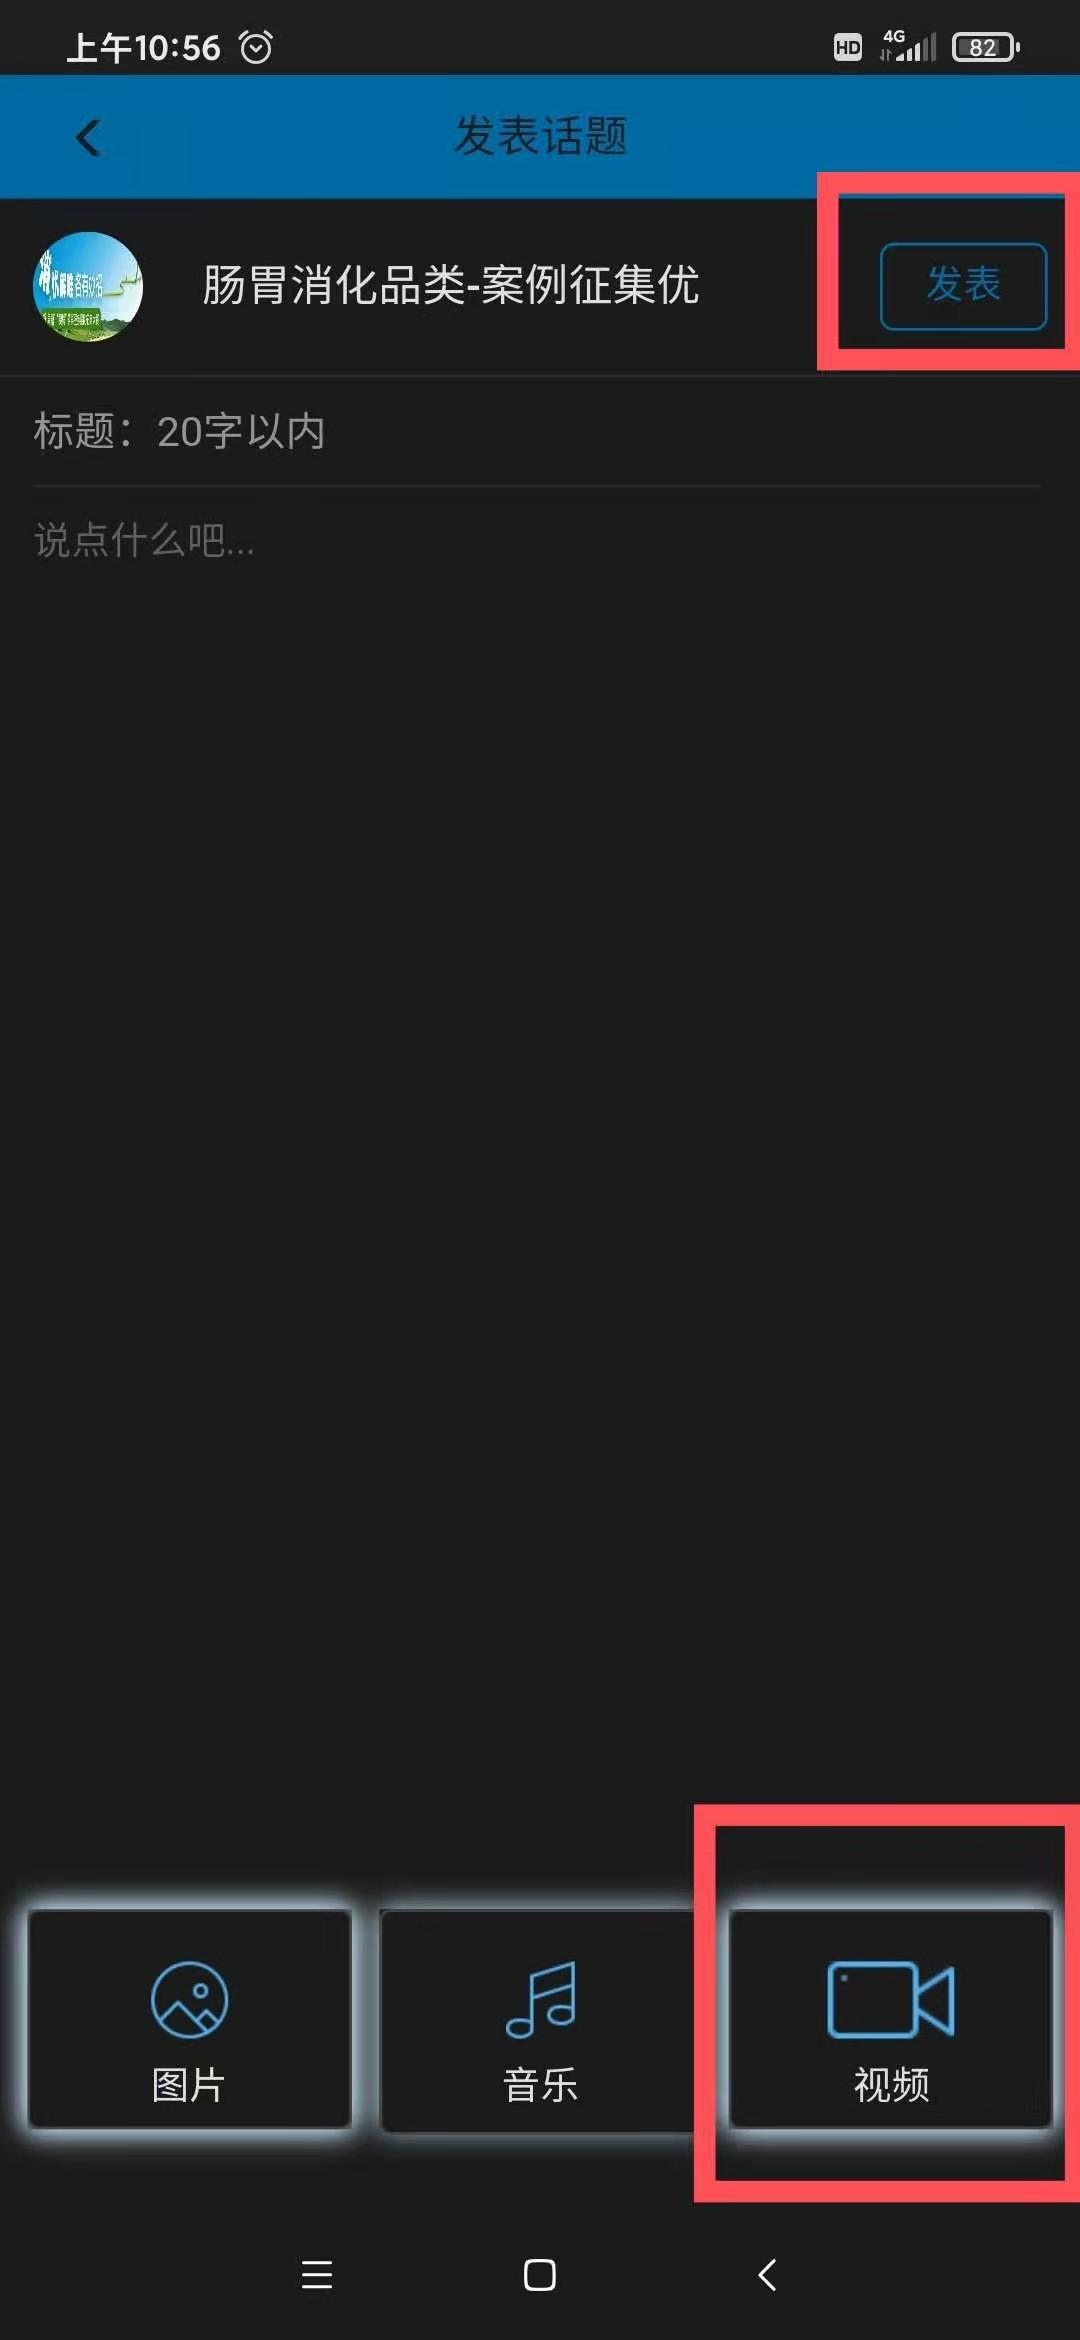 上午10:56
HD
4G
82
发表话题
肠胃消化品类-案例征集优
发表
标题：20字以内
说点什么吧...
图片
音乐
视频